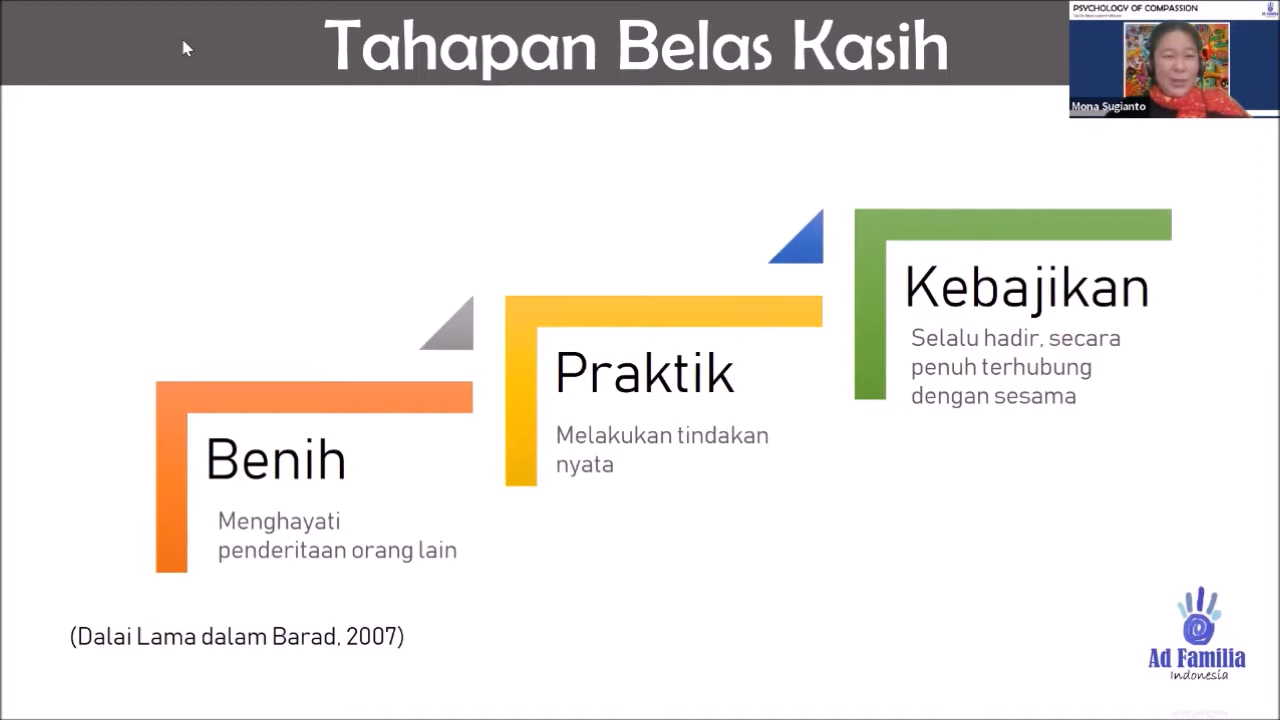 Tahapan Belas Kasih
PSYCHOLOGY OF COMPASSION
Mona Sugianto
Kebajikan
Selalu hadir, secara
penuh terhubung
dengan sesama
Praktik
Melakukan tindakan
nyata
Benih
Menghayati
penderitaan orang lain
(Dalai Lama dalam Barad, 2007)
Ad Familia
Indonesia